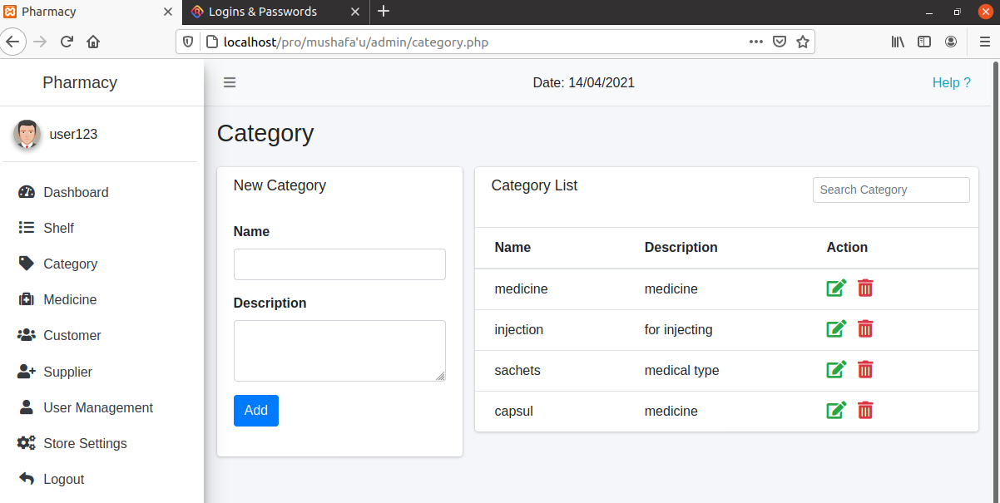 Pharmacy
Logins & Passwords
localhost/pro/mushafa'u/admin/category.php
Pharmacy
Date: 14/04/2021
Help ?
user123
Category
Dashboard
Shelf
Category
Medicine
Customer
Supplier
User Management
Store Settings
Logout
New Category
Name
Description
Add
Category List
Search Category
Name Description Action
medicine medicine
injection for injecting
sachets medical type
capsul medicine